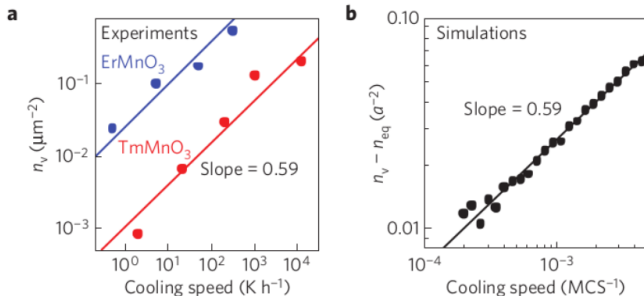 a
Experiments
ErMnO₃
TmMnO₃
Slope = 0.59
10⁻¹
10⁻²
10⁻³
nᵥ (μm⁻²)
10⁰ 10¹ 10² 10³ 10⁴
Cooling speed (K h⁻¹)
b
Simulations
Slope = 0.59
0.10
0.01
nᵥ − n_eq (a⁻²)
10⁻⁴ 10⁻³
Cooling speed (MCS⁻¹)